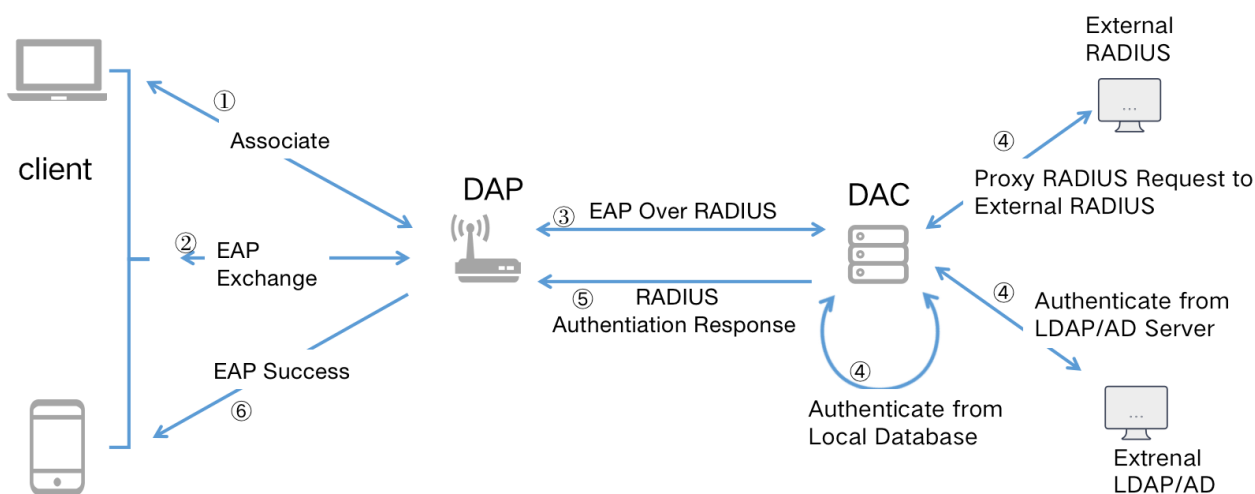 External
RADIUS
...
①
Associate
client
④
Proxy RADIUS Request to
External RADIUS
DAP
DAC
③ EAP Over RADIUS
② EAP
Exchange
⑤ RADIUS
Authentiation Response
④ Authenticate from
LDAP/AD Server
EAP Success
⑥
④
Authenticate from
Local Database
...
Extrenal
LDAP/AD